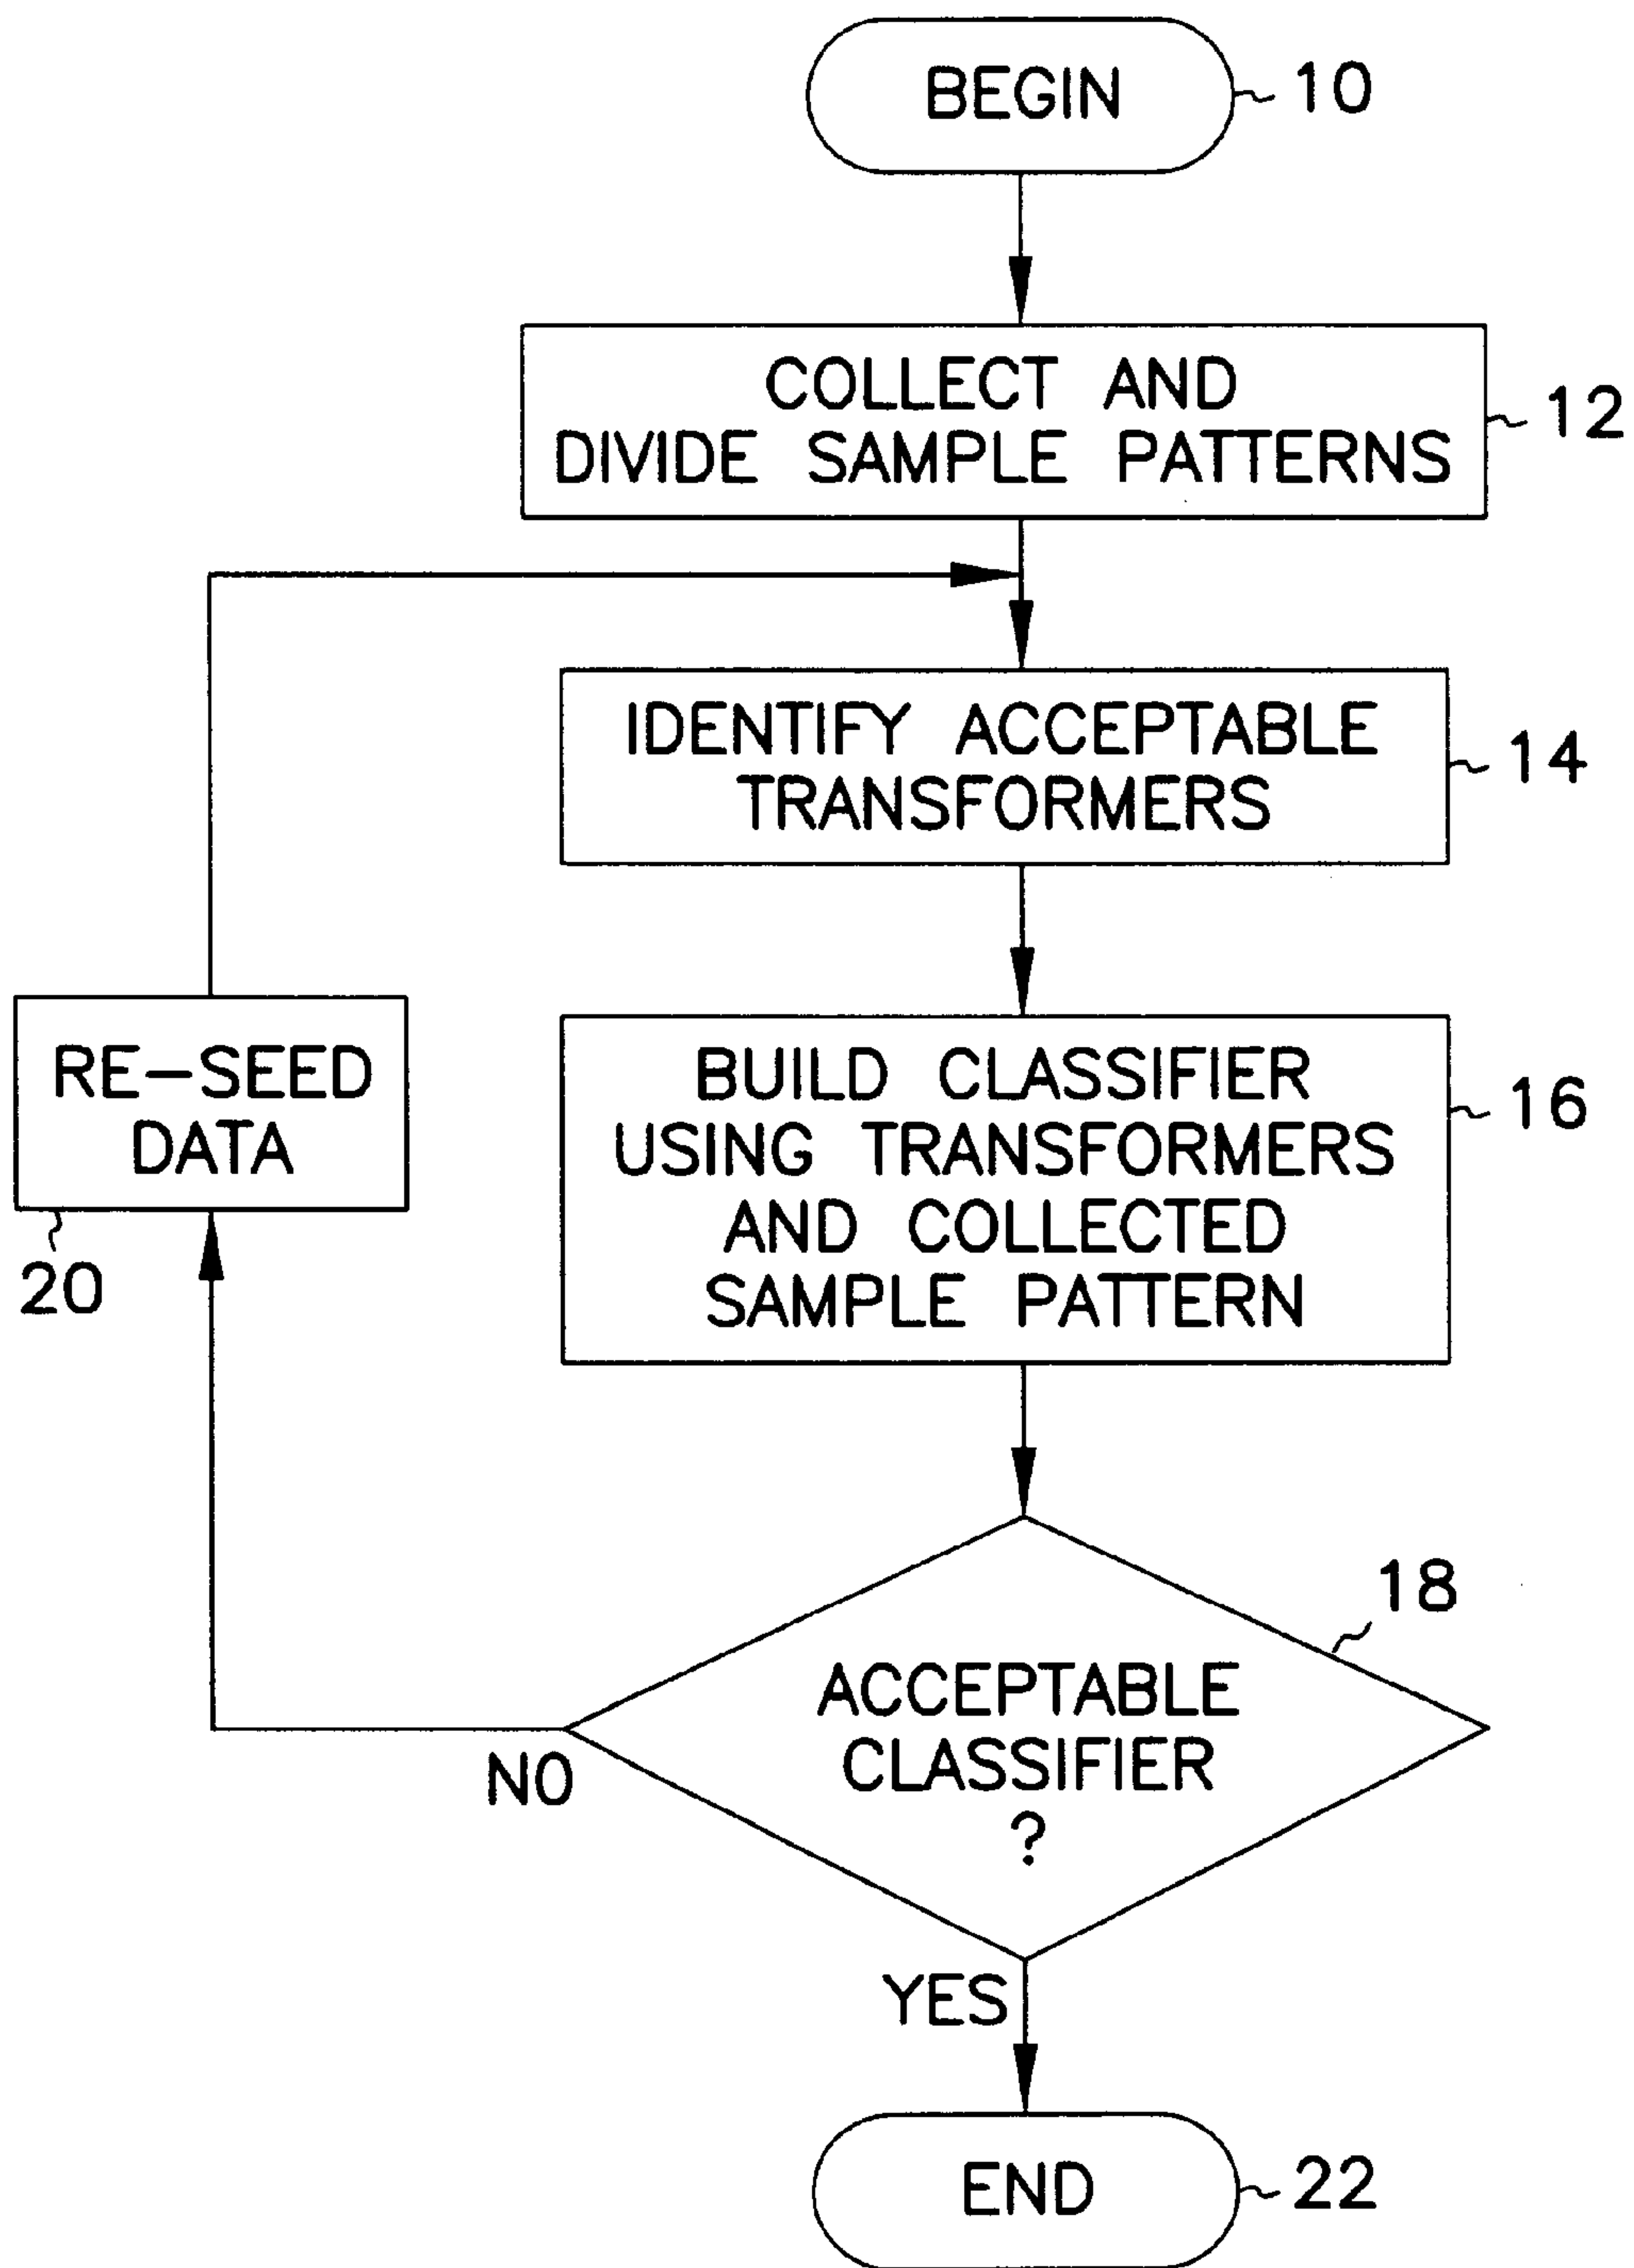 BEGIN
10
COLLECT AND
DIVIDE SAMPLE PATTERNS
12
IDENTIFY ACCEPTABLE
TRANSFORMERS
14
BUILD CLASSIFIER
USING TRANSFORMERS
AND COLLECTED
SAMPLE PATTERN
16
RE-SEED
DATA
20
18
ACCEPTABLE
CLASSIFIER
?
NO
YES
END
22